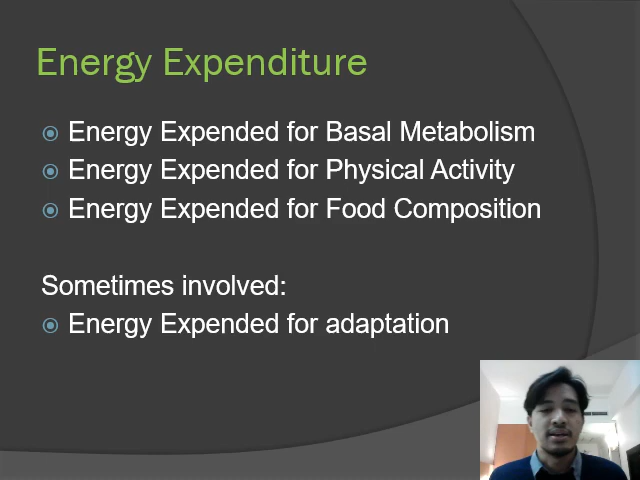 Energy Expenditure
Energy Expended for Basal Metabolism
Energy Expended for Physical Activity
Energy Expended for Food Composition
Sometimes involved:
Energy Expended for adaptation